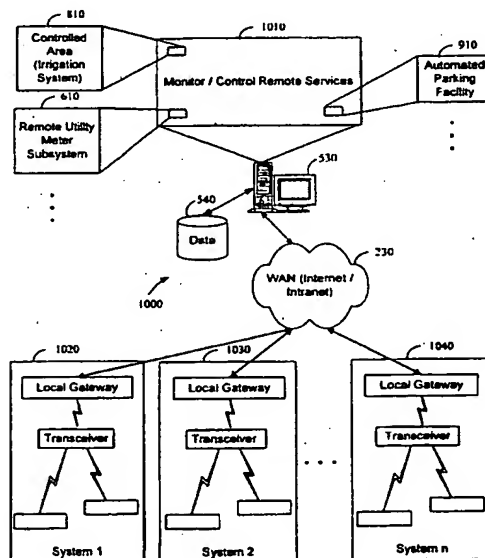 810
1010
910
Controlled
Area
(Irrigation
System)
Monitor / Control Remote Services
Automated
Parking
Facility
610
Remote Utility
Meter
Subsystem
530
540
Data
230
WAN (Internet /
Intranet)
1000
1020
1030
1040
Local Gateway
Local Gateway
Local Gateway
Transceiver
Transceiver
Transceiver
System 1
System 2
System n